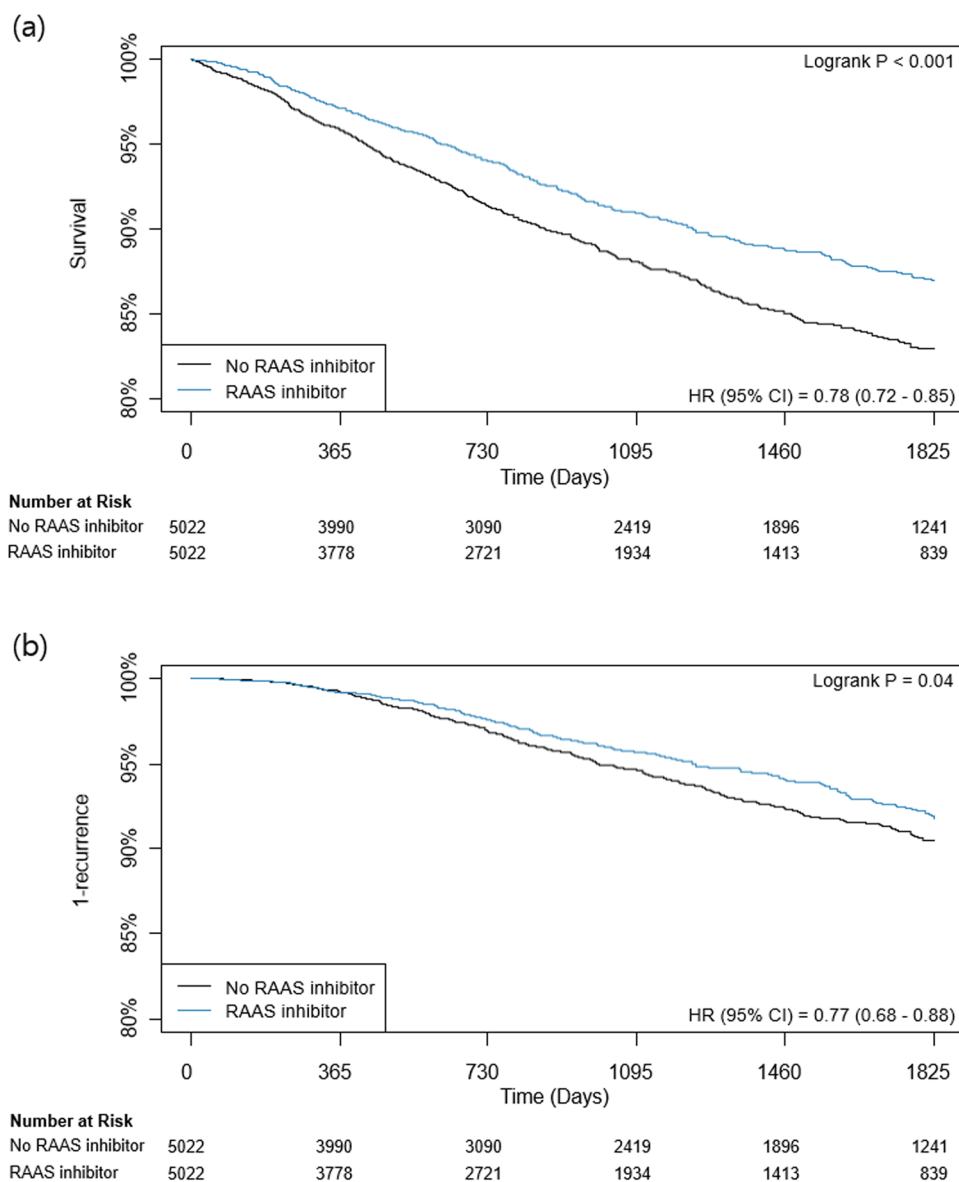 (a)
100%
95%
90%
85%
80%
Survival
Logrank P < 0.001
No RAAS inhibitor
RAAS inhibitor
HR (95% CI) = 0.78 (0.72 - 0.85)
0 365 730 1095 1460 1825
Time (Days)
Number at Risk
No RAAS inhibitor 5022 3990 3090 2419 1896 1241
RAAS inhibitor 5022 3778 2721 1934 1413 839
(b)
100%
95%
90%
85%
80%
1-recurrence
Logrank P = 0.04
No RAAS inhibitor
RAAS inhibitor
HR (95% CI) = 0.77 (0.68 - 0.88)
0 365 730 1095 1460 1825
Time (Days)
Number at Risk
No RAAS inhibitor 5022 3990 3090 2419 1896 1241
RAAS inhibitor 5022 3778 2721 1934 1413 839